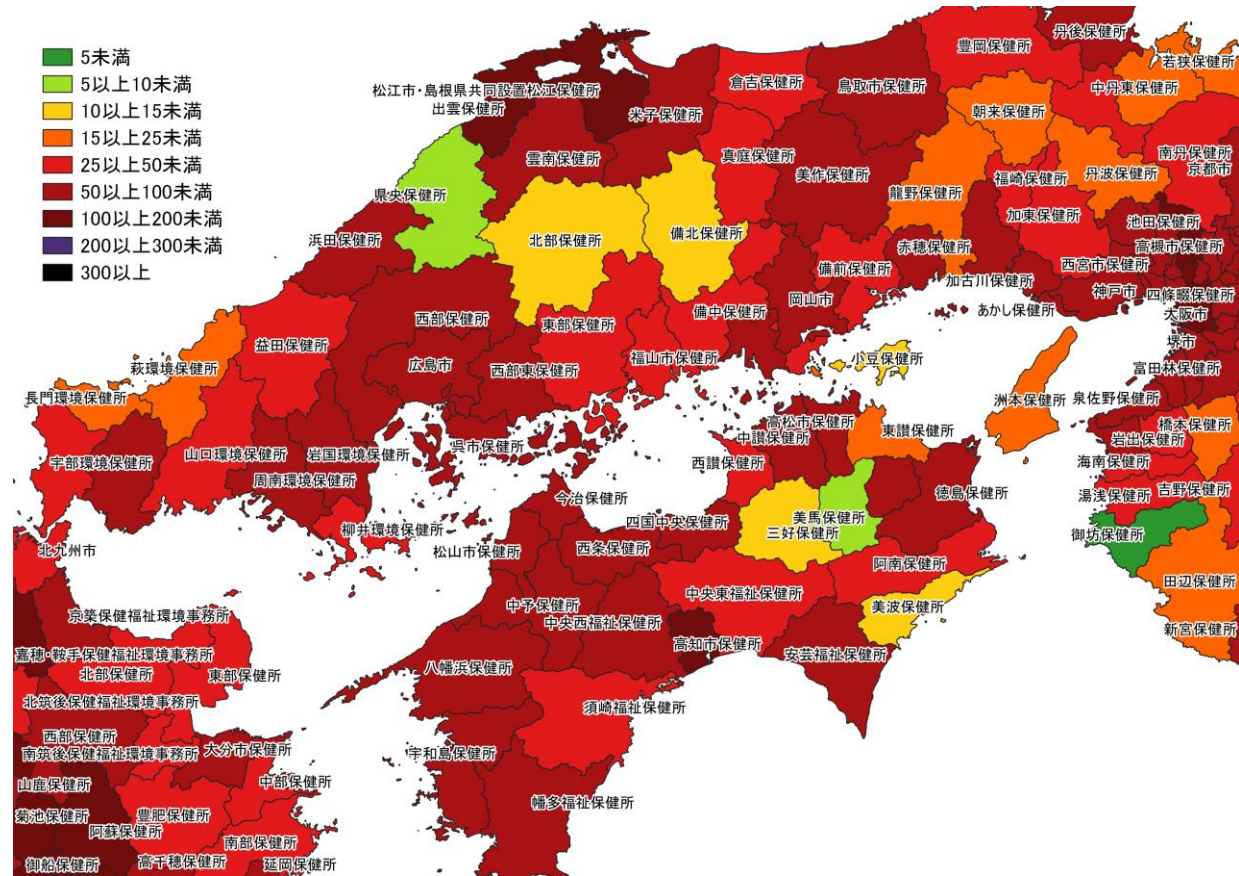 5未満
5以上10未満
10以上15未満
15以上25未満
25以上50未満
50以上100未満
100以上200未満
200以上300未満
300以上
丹後保健所
豊岡保健所
若狭保健所
中丹東保健所
松江市・島根県共同設置松江保健所
倉吉保健所
鳥取市保健所
出雲保健所
米子保健所
朝来保健所
雲南保健所
真庭保健所
美作保健所
南丹保健所
京都市
福崎保健所
丹波保健所
県央保健所
龍野保健所
加東保健所
池田保健所
浜田保健所
北部保健所
備北保健所
赤穂保健所
高槻市保健所
備前保健所
西宮市保健所
加古川保健所
神戸市
四條畷保健所
岡山市
あかし保健所
大阪市
備中保健所
西部保健所
東部保健所
堺市
益田保健所
福山市保健所
小豆保健所
広島市
西部東保健所
富田林保健所
萩環境保健所
長門環境保健所
洲本保健所
泉佐野保健所
高松市保健所
東讃保健所
橋本保健所
中讃保健所
岩出保健所
呉市保健所
宇部環境保健所
山口環境保健所
岩国環境保健所
西讃保健所
海南保健所
周南環境保健所
湯浅保健所
吉野保健所
今治保健所
徳島保健所
美馬保健所
四国中央保健所
三好保健所
柳井環境保健所
御坊保健所
北九州市
松山市保健所
西条保健所
阿南保健所
田辺保健所
中央東福祉保健所
中予保健所
美波保健所
京築保健福祉環境事務所
中央西福祉保健所
新宮保健所
高知市保健所
安芸福祉保健所
嘉穂・鞍手保健福祉環境事務所
八幡浜保健所
北部保健所
東部保健所
北筑後保健福祉環境事務所
須崎福祉保健所
西部保健所
南筑後保健福祉環境事務所
大分市保健所
宇和島保健所
山鹿保健所
中部保健所
幡多福祉保健所
菊池保健所
豊肥保健所
阿蘇保健所
南部保健所
御船保健所
高千穂保健所
延岡保健所